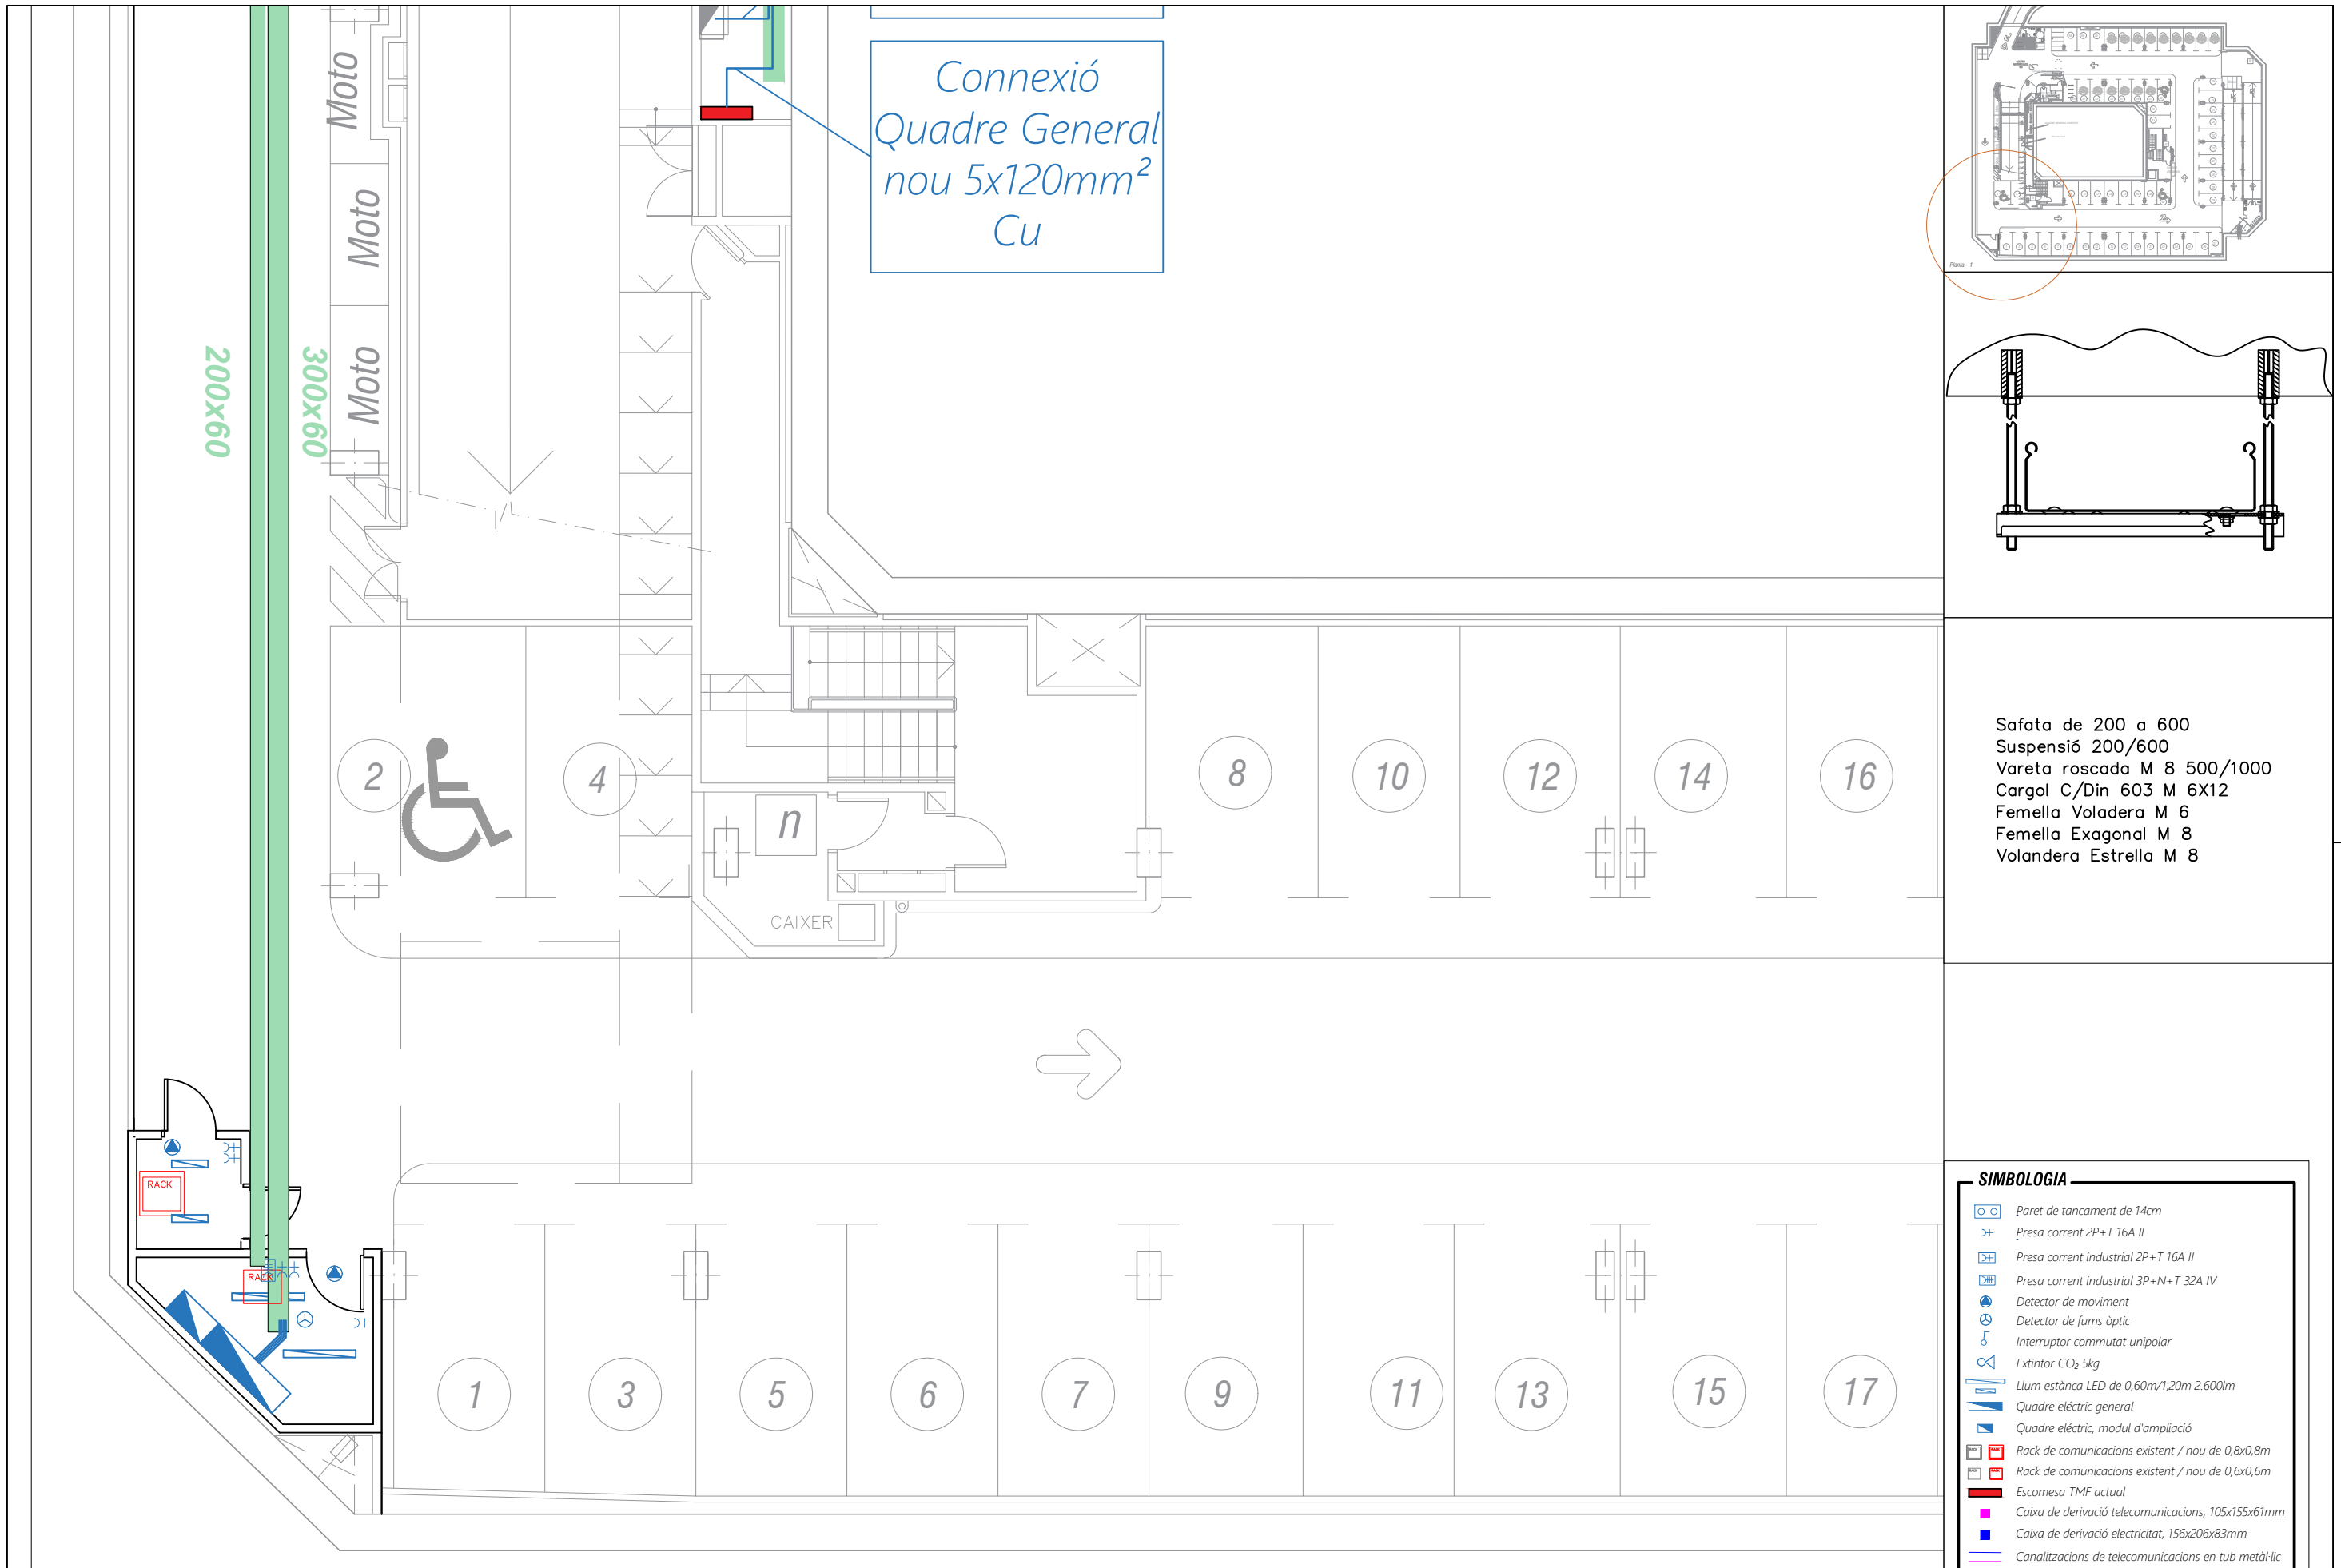 Moto
Moto
Moto
200x60
300x60
Connexió
Quadre General
nou 5x120mm²
Cu
2
4
n
CAIXER
8
10
12
14
16
RACK
RACK
1
3
5
6
7
9
11
13
15
17
Planta - 1
Safata de 200 a 600
Suspensió 200/600
Vareta roscada M 8 500/1000
Cargol C/Din 603 M 6X12
Femella Voladera M 6
Femella Exagonal M 8
Volandera Estrella M 8
SIMBOLOGIA
Paret de tancament de 14cm
Presa corrent 2P+T 16A II
Presa corrent industrial 2P+T 16A II
Presa corrent industrial 3P+N+T 32A IV
Detector de moviment
Detector de fums òptic
Interruptor commutat unipolar
Extintor CO₂ 5kg
Llum estànca LED de 0,60m/1,20m 2.600lm
Quadre eléctric general
Quadre eléctric, modul d'ampliació
Rack de comunicacions existent / nou de 0,8x0,8m
Rack de comunicacions existent / nou de 0,6x0,6m
Escomesa TMF actual
Caixa de derivació telecomunicacions, 105x155x61mm
Caixa de derivació electricitat, 156x206x83mm
Canalitzacions de telecomunicacions en tub metàl·lic